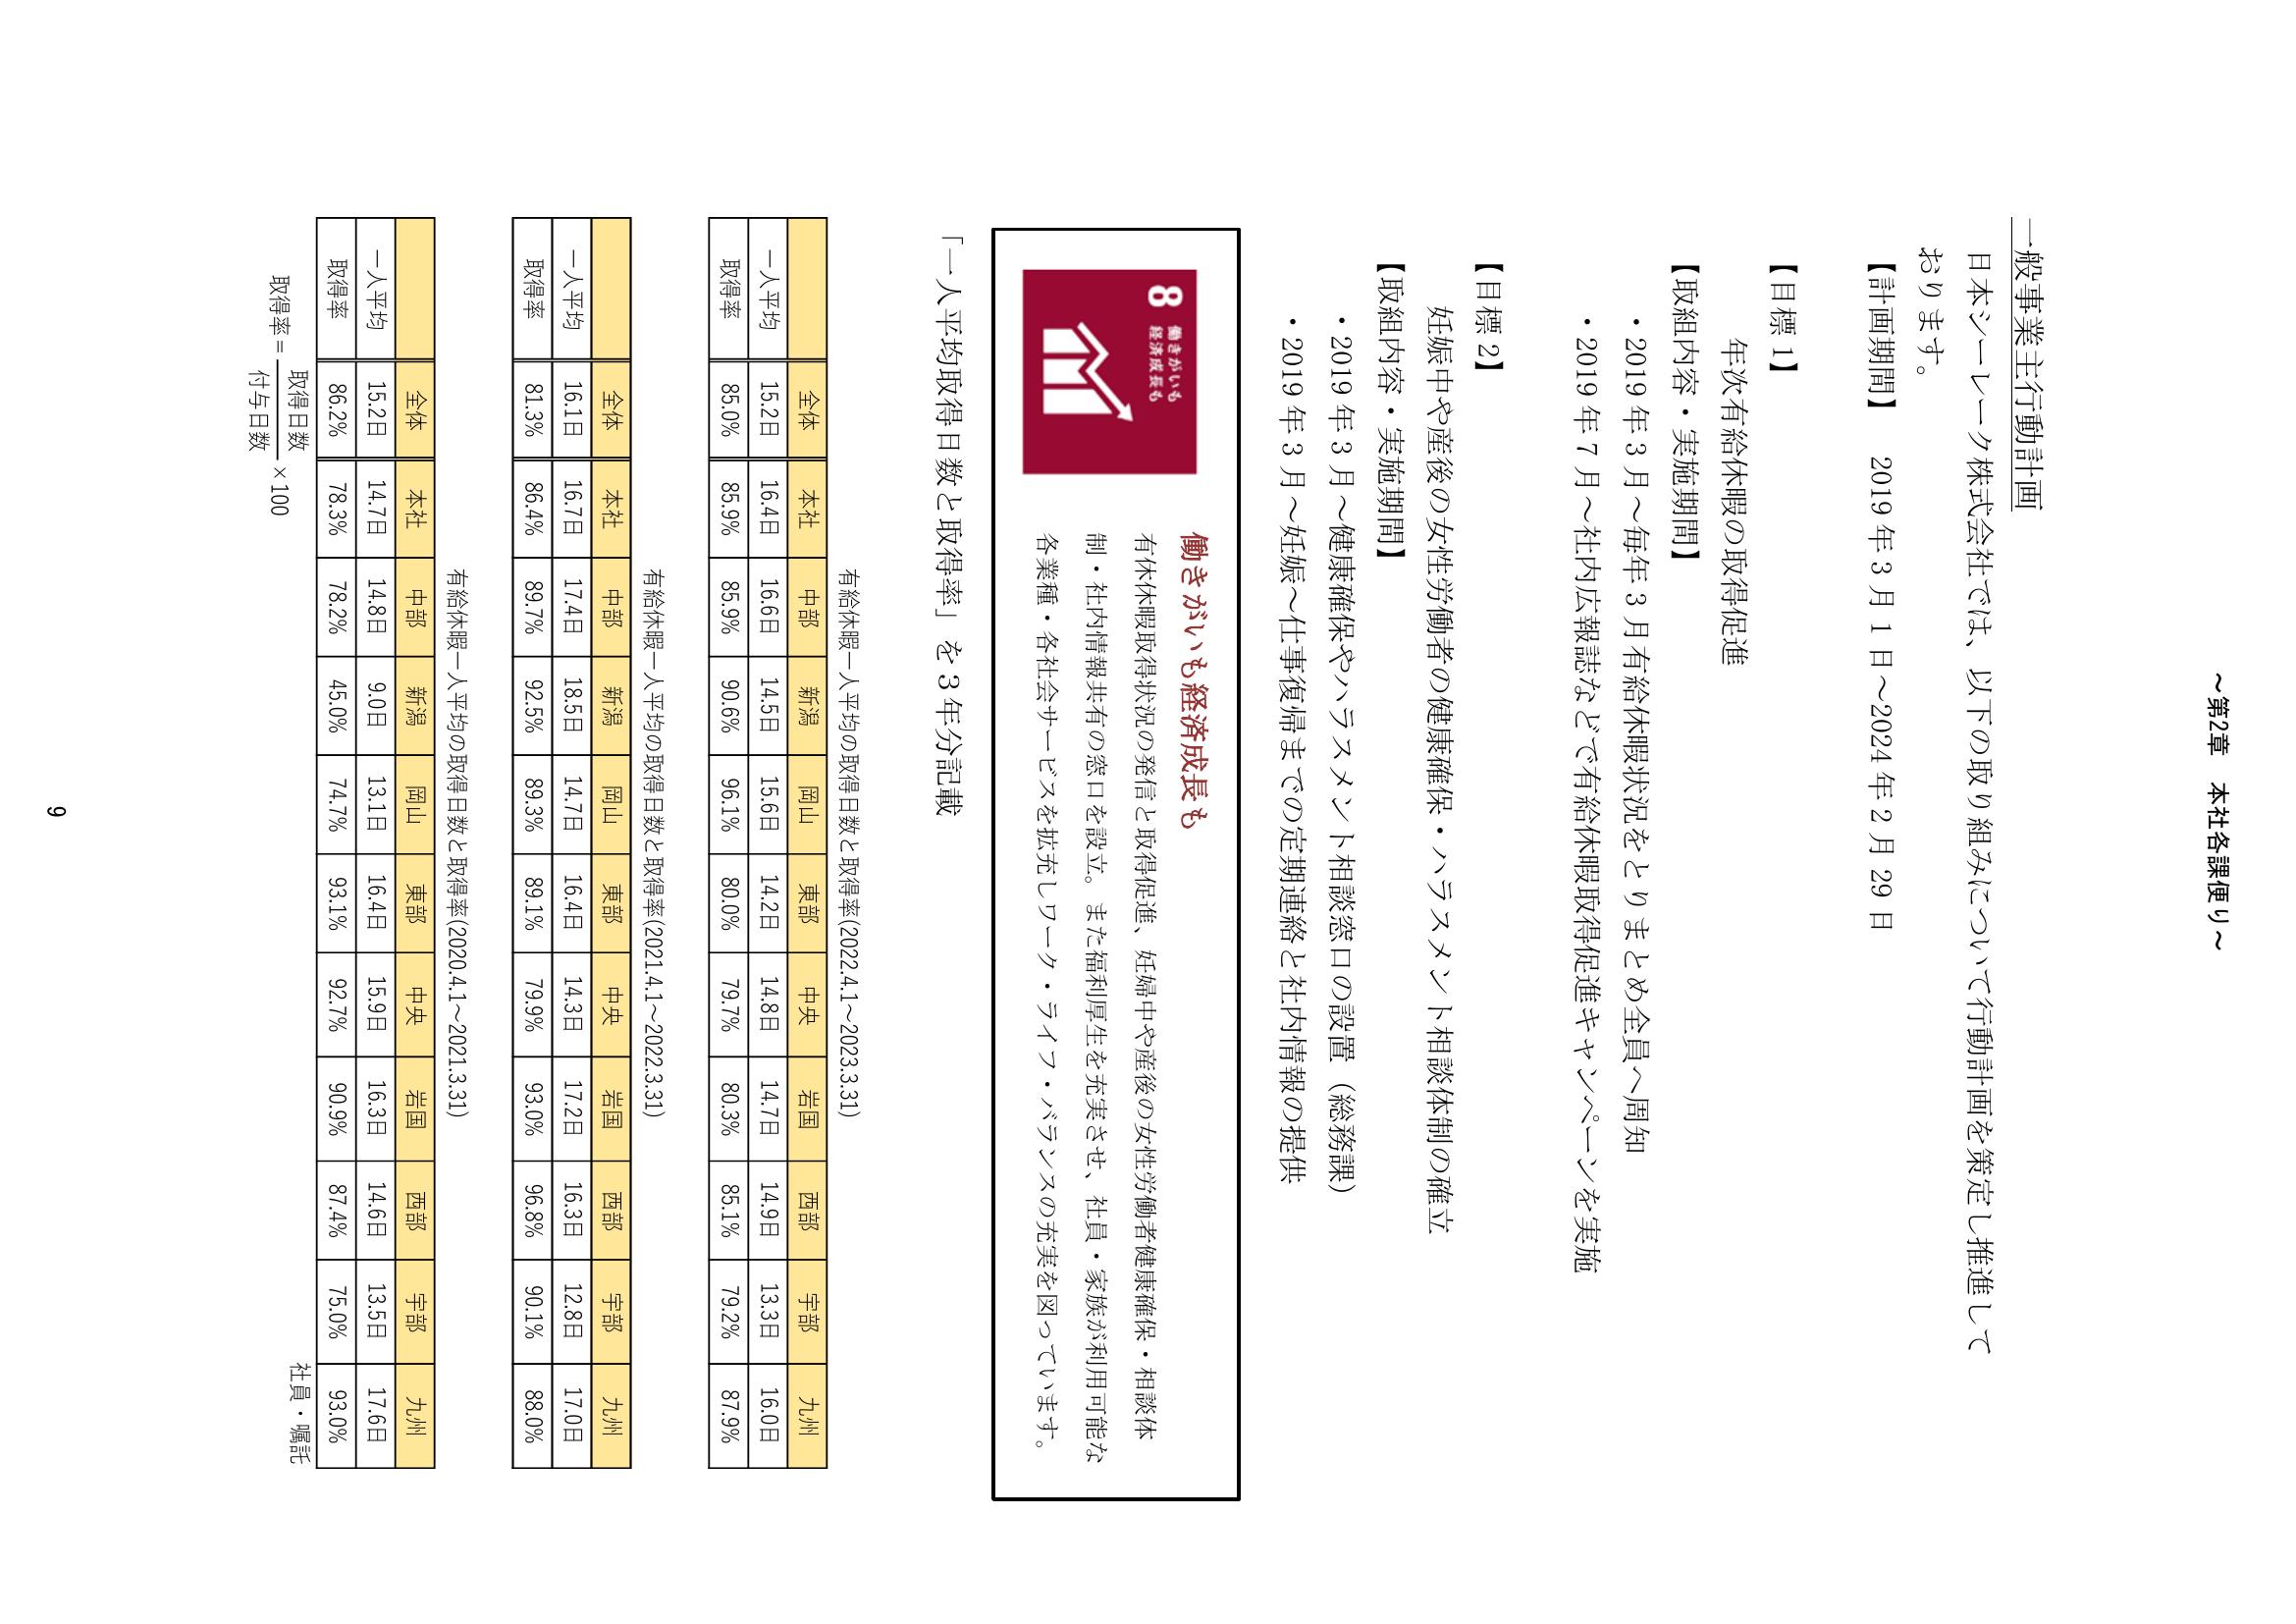 ～第2章　本社各課便り～
一般事業主行動計画
日本シーレーク株式会社では、以下の取り組みについて行動計画を策定し推進して
おります。
【計画期間】　2019 年 3 月 1 日～2024 年 2 月 29 日
【目標 1】
年次有給休暇の取得促進
【取組内容・実施期間】
・2019 年 3 月～毎年 3 月有給休暇状況をとりまとめ全員へ周知
・2019 年 7 月～社内広報誌などで有給休暇取得促進キャンペーンを実施
【目標 2】
妊娠中や産後の女性労働者の健康確保・ハラスメント相談体制の確立
【取組内容・実施期間】
・2019 年 3 月～健康確保やハラスメント相談窓口の設置（総務課）
・2019 年 3 月～妊娠～仕事復帰までの定期連絡と社内情報の提供
8 働きがいも
経済成長も
働きがいも経済成長も
有休休暇取得状況の発信と取得促進、妊婦中や産後の女性労働者健康確保・相談体
制・社内情報共有の窓口を設立。また福利厚生を充実させ、社員・家族が利用可能な
各業種・各社会サービスを拡充しワーク・ライフ・バランスの充実を図っています。
「一人平均取得日数と取得率」を３年分記載
有給休暇一人平均の取得日数と取得率(2022.4.1～2023.3.31)
全体 本社 中部 新潟 岡山 東部 中央 岩国 西部 宇部 九州
一人平均 15.2日 16.4日 16.6日 14.5日 15.6日 14.2日 14.8日 14.7日 14.9日 13.3日 16.0日
取得率 85.0% 85.9% 85.9% 90.6% 96.1% 80.0% 79.7% 80.3% 85.1% 79.2% 87.9%
有給休暇一人平均の取得日数と取得率(2021.4.1～2022.3.31)
全体 本社 中部 新潟 岡山 東部 中央 岩国 西部 宇部 九州
一人平均 16.1日 16.7日 17.4日 18.5日 14.7日 16.4日 14.3日 17.2日 16.3日 12.8日 17.0日
取得率 81.3% 86.4% 89.7% 92.5% 89.3% 89.1% 79.9% 93.0% 96.8% 90.1% 88.0%
有給休暇一人平均の取得日数と取得率(2020.4.1～2021.3.31)
全体 本社 中部 新潟 岡山 東部 中央 岩国 西部 宇部 九州
一人平均 15.2日 14.7日 14.8日 9.0日 13.1日 16.4日 15.9日 16.3日 14.6日 13.5日 17.6日
取得率 86.2% 78.3% 78.2% 45.0% 74.7% 93.1% 92.7% 90.9% 87.4% 75.0% 93.0%
社員・嘱託
取得日数
取得率＝ ×100
付与日数
9